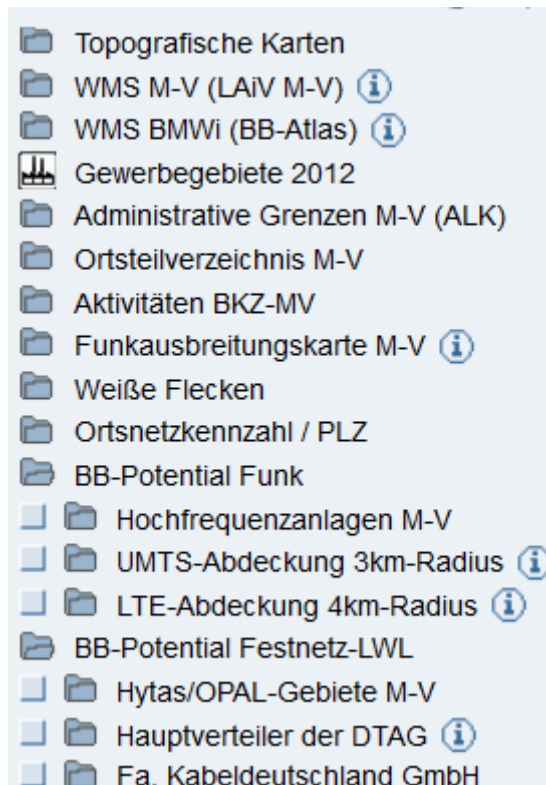 Topografische Karten
WMS M-V (LAiV M-V)
WMS BMWi (BB-Atlas)
Gewerbegebiete 2012
Administrative Grenzen M-V (ALK)
Ortsteilverzeichnis M-V
Aktivitäten BKZ-MV
Funkausbreitungskarte M-V
Weiße Flecken
Ortsnetzkennzahl / PLZ
BB-Potential Funk
Hochfrequenzanlagen M-V
UMTS-Abdeckung 3km-Radius
LTE-Abdeckung 4km-Radius
BB-Potential Festnetz-LWL
Hytas/OPAL-Gebiete M-V
Hauptverteiler der DTAG
Fa. Kabeldeutschland GmbH